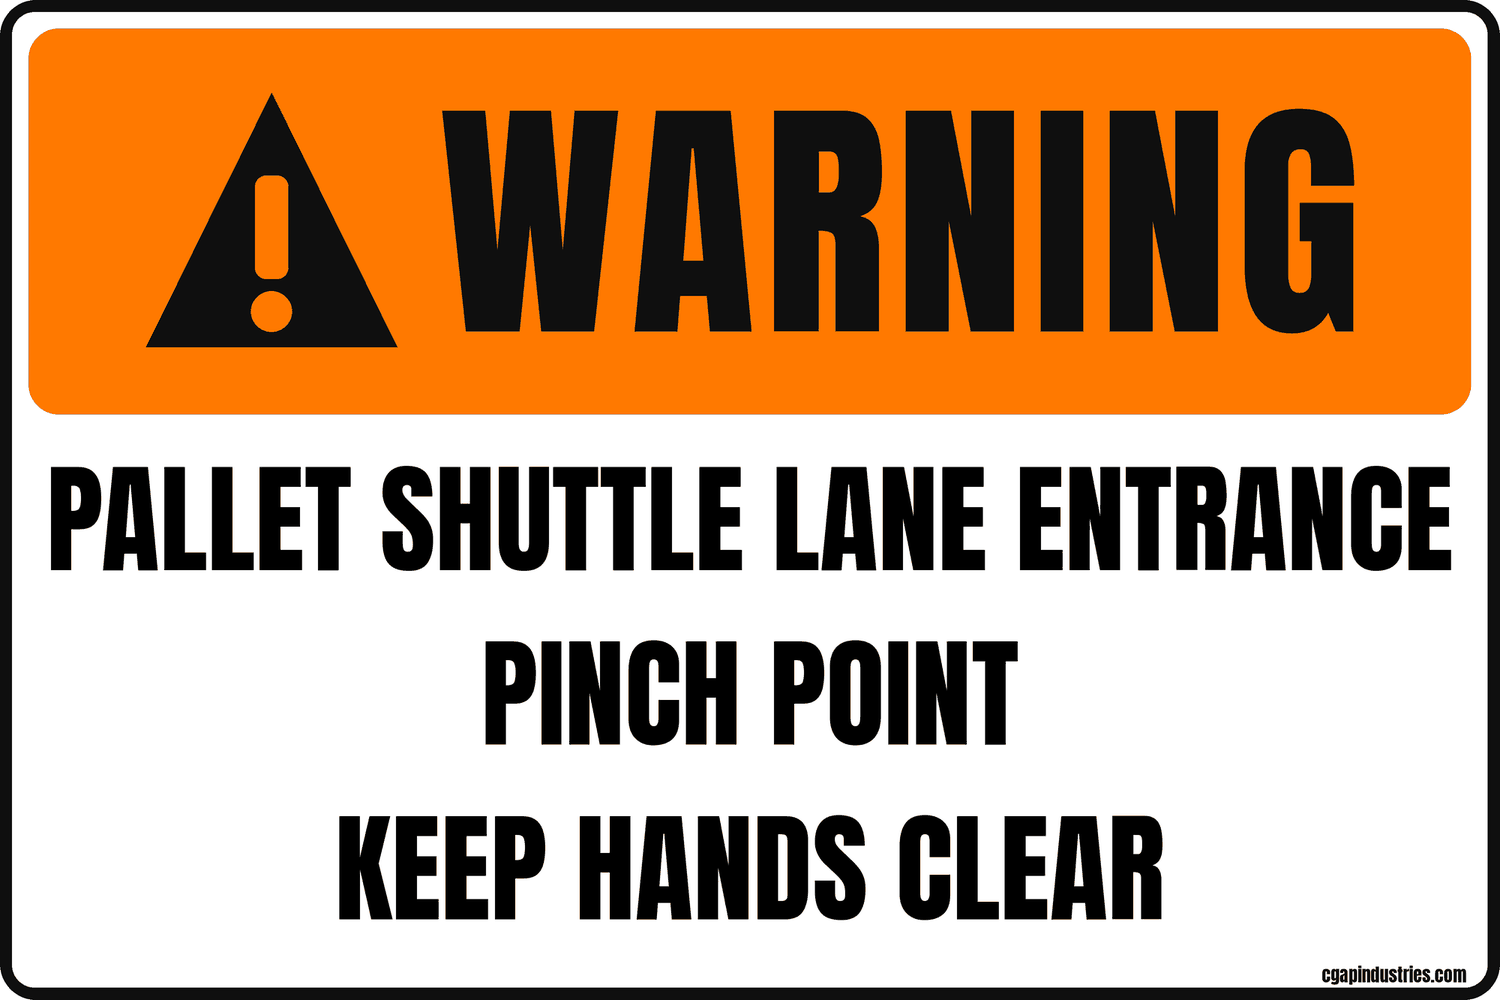 WARNING
PALLET SHUTTLE LANE ENTRANCE
PINCH POINT
KEEP HANDS CLEAR
cgapindustries.com